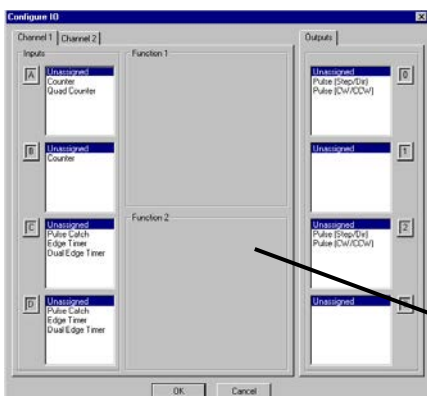 Configure IO
Channel 1 Channel 2 Outputs
Inputs
Function 1
A
Unassigned
Counter
Quad Counter
B
Unassigned
Counter
C
Unassigned
Pulse Catch
Edge Timer
Dual Edge Timer
D
Unassigned
Pulse Catch
Edge Timer
Dual Edge Timer
Function 2
Unassigned
Pulse (Step/Dir)
Pulse (CW/CCW)
0
Unassigned
1
Unassigned
Pulse (Step/Dir)
Pulse (CW/CCW)
2
Unassigned
OK Cancel